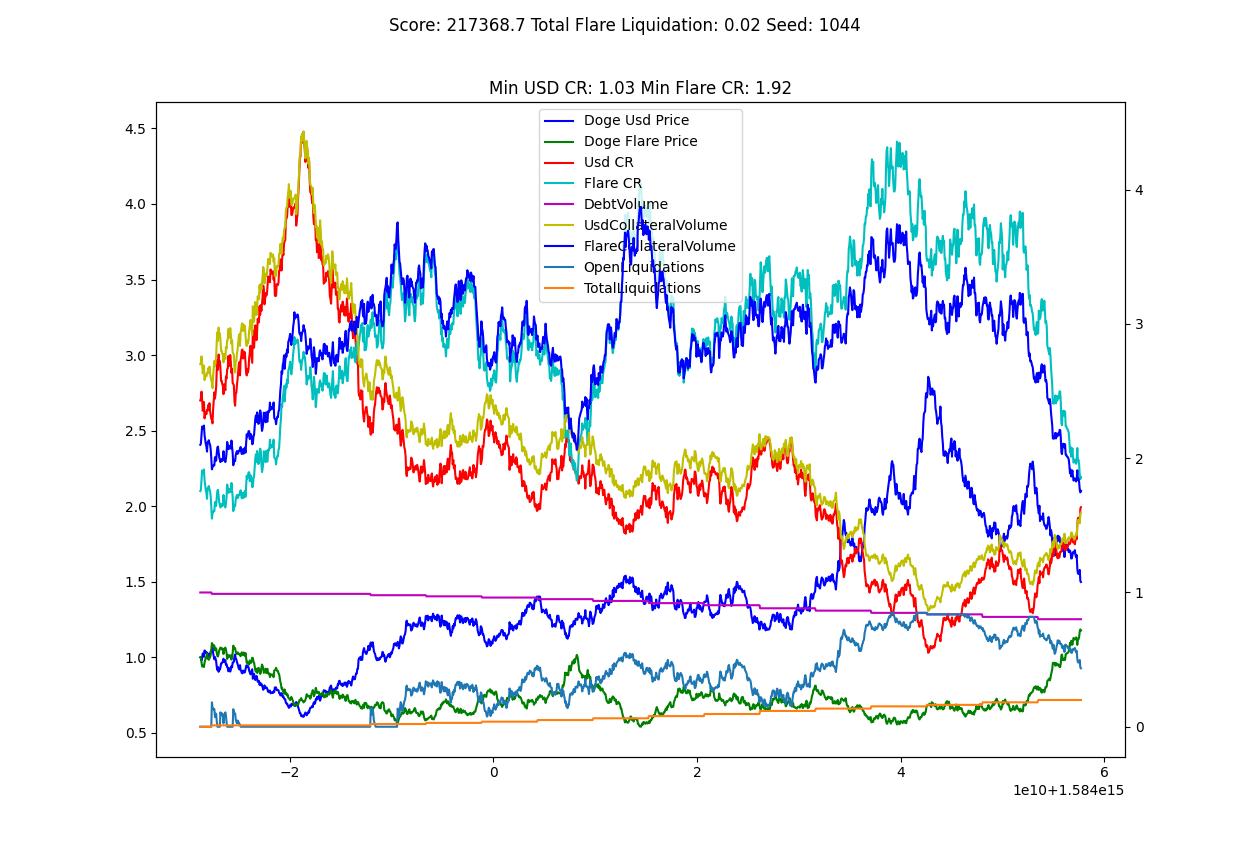 Score: 217368.7 Total Flare Liquidation: 0.02 Seed: 1044
Min USD CR: 1.03 Min Flare CR: 1.92
Doge Usd Price
Doge Flare Price
Usd CR
Flare CR
DebtVolume
UsdCollateralVolume
FlareCollateralVolume
OpenLiquidations
TotalLiquidations
4.5
4.0
3.5
3.0
2.5
2.0
1.5
1.0
0.5
4
3
2
1
0
−2 0 2 4 6
1e10+1.584e15